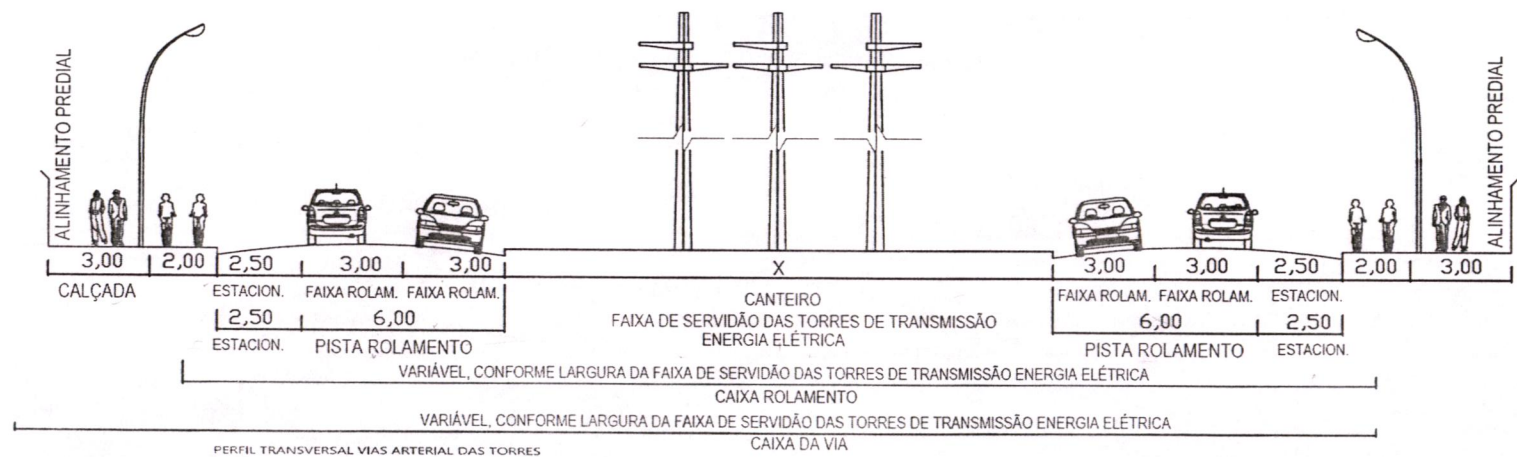 ALINHAMENTO PREDIAL
ALINHAMENTO PREDIAL
3,00 2,00 2,50 3,00 3,00 X 3,00 3,00 2,50 2,00 3,00
CALÇADA ESTACION. FAIXA ROLAM. FAIXA ROLAM. CANTEIRO FAIXA ROLAM. FAIXA ROLAM. ESTACION.
2,50 6,00 FAIXA DE SERVIDÃO DAS TORRES DE TRANSMISSÃO 6,00 2,50
ESTACION. PISTA ROLAMENTO ENERGIA ELÉTRICA PISTA ROLAMENTO ESTACION.
VARIÁVEL, CONFORME LARGURA DA FAIXA DE SERVIDÃO DAS TORRES DE TRANSMISSÃO ENERGIA ELÉTRICA
CAIXA ROLAMENTO
VARIÁVEL, CONFORME LARGURA DA FAIXA DE SERVIDÃO DAS TORRES DE TRANSMISSÃO ENERGIA ELÉTRICA
CAIXA DA VIA
PERFIL TRANSVERSAL VIAS ARTERIAL DAS TORRES